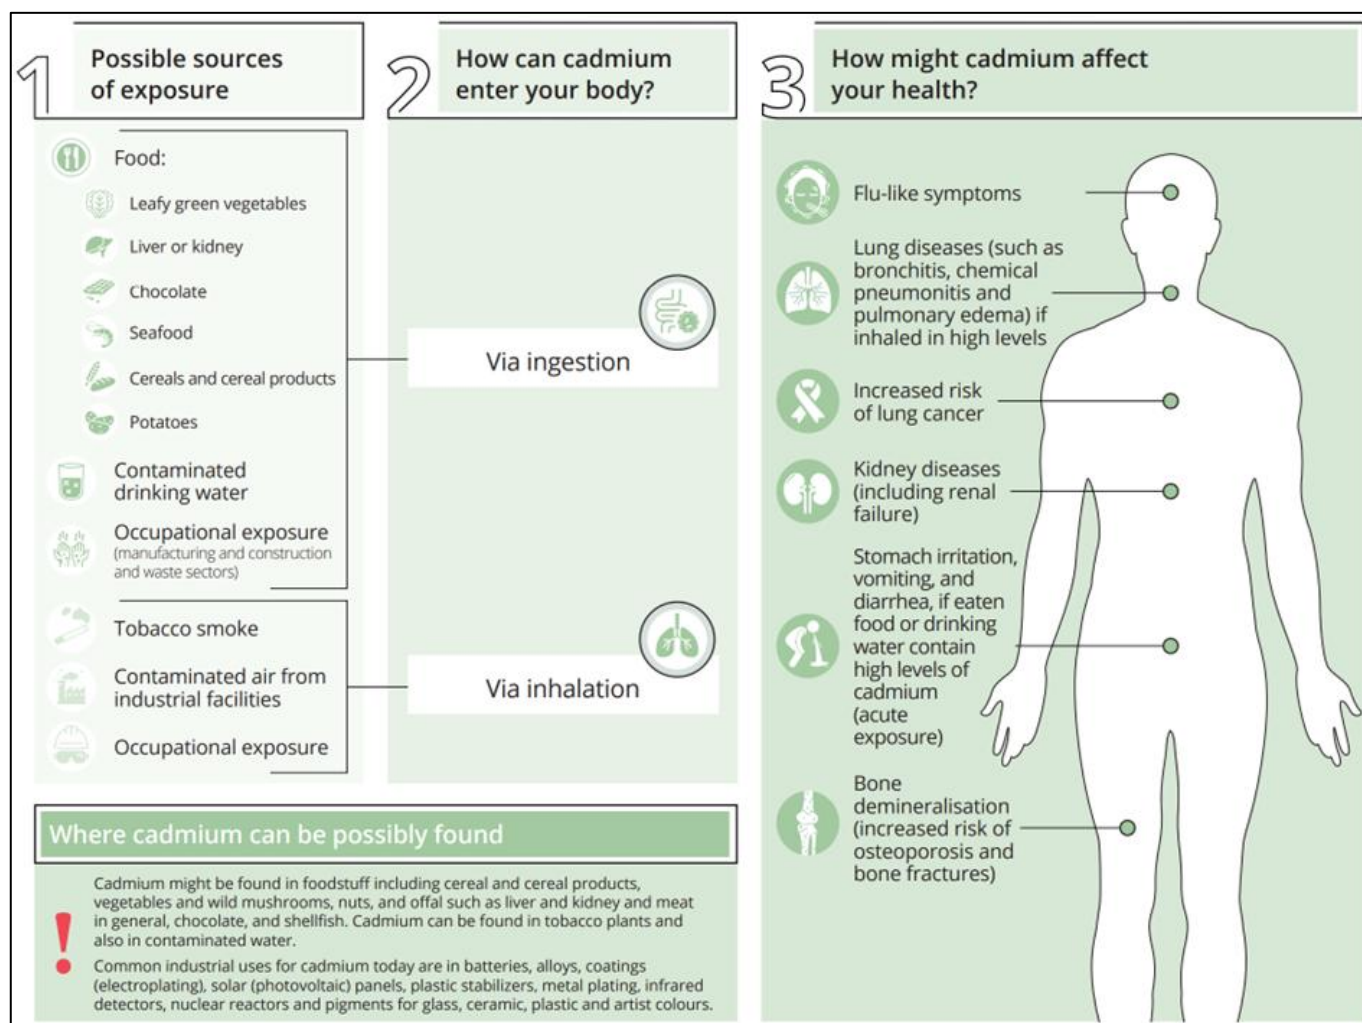 1
Possible sources
of exposure
Food:
Leafy green vegetables
Liver or kidney
Chocolate
Seafood
Cereals and cereal products
Potatoes
Contaminated
drinking water
Occupational exposure
(manufacturing and construction
and waste sectors)
Tobacco smoke
Contaminated air from
industrial facilities
Occupational exposure
2
How can cadmium
enter your body?
Via ingestion
Via inhalation
3
How might cadmium affect
your health?
Flu-like symptoms
Lung diseases (such as
bronchitis, chemical
pneumonitis and
pulmonary edema) if
inhaled in high levels
Increased risk
of lung cancer
Kidney diseases
(including renal
failure)
Stomach irritation,
vomiting, and
diarrhea, if eaten
food or drinking
water contain
high levels of
cadmium
(acute
exposure)
Bone
demineralisation
(increased risk of
osteoporosis and
bone fractures)
Where cadmium can be possibly found
Cadmium might be found in foodstuff including cereal and cereal products,
vegetables and wild mushrooms, nuts, and offal such as liver and kidney and meat
in general, chocolate, and shellfish. Cadmium can be found in tobacco plants and
also in contaminated water.
Common industrial uses for cadmium today are in batteries, alloys, coatings
(electroplating), solar (photovoltaic) panels, plastic stabilizers, metal plating, infrared
detectors, nuclear reactors and pigments for glass, ceramic, plastic and artist colours.